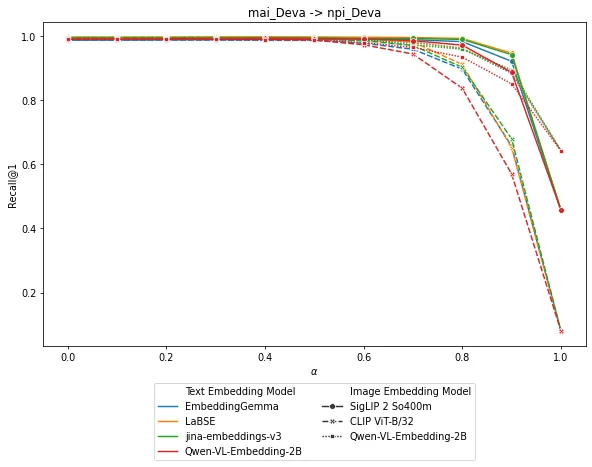 mai_Deva -> npi_Deva
Recall@1
1.0
0.8
0.6
0.4
0.2
0.0 0.2 0.4 0.6 0.8 1.0
α
Text Embedding Model Image Embedding Model
EmbeddingGemma SigLIP 2 So400m
LaBSE CLIP ViT-B/32
jina-embeddings-v3 Qwen-VL-Embedding-2B
Qwen-VL-Embedding-2B